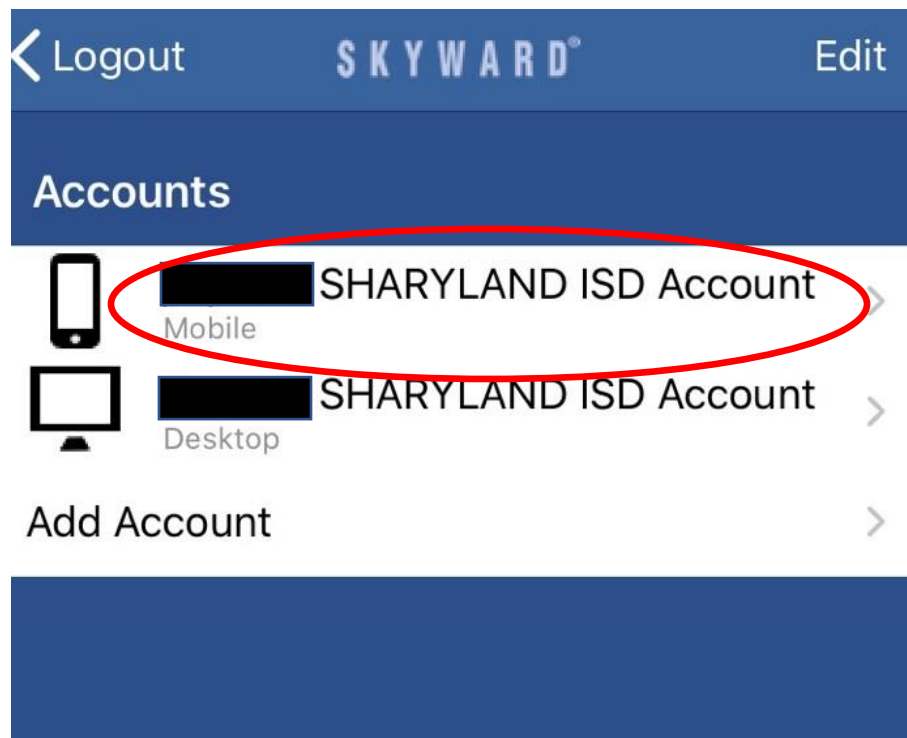 Logout SKYWARD® Edit
Accounts
SHARYLAND ISD Account
Mobile
SHARYLAND ISD Account
Desktop
Add Account